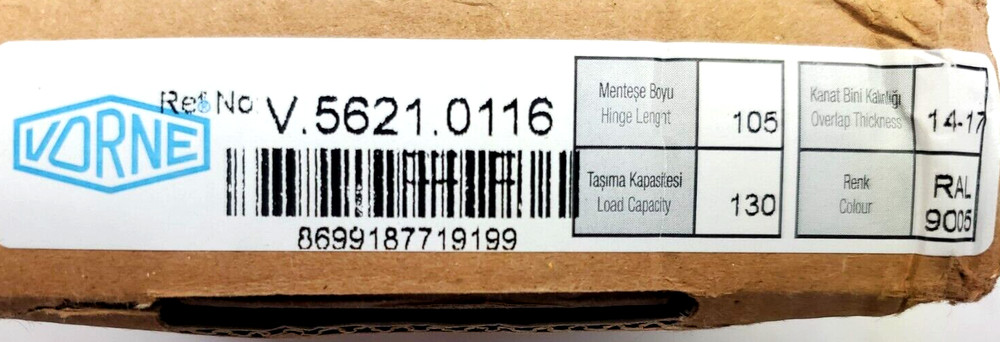 VORNE
Ref No V.5621.0116
8699187719199
Menteşe Boyu
Hinge Lenght
105
Taşıma Kapasitesi
Load Capacity
130
Kanat Bini Kalınlığı
Overlap Thickness
14-17
Renk
Colour
RAL
9005